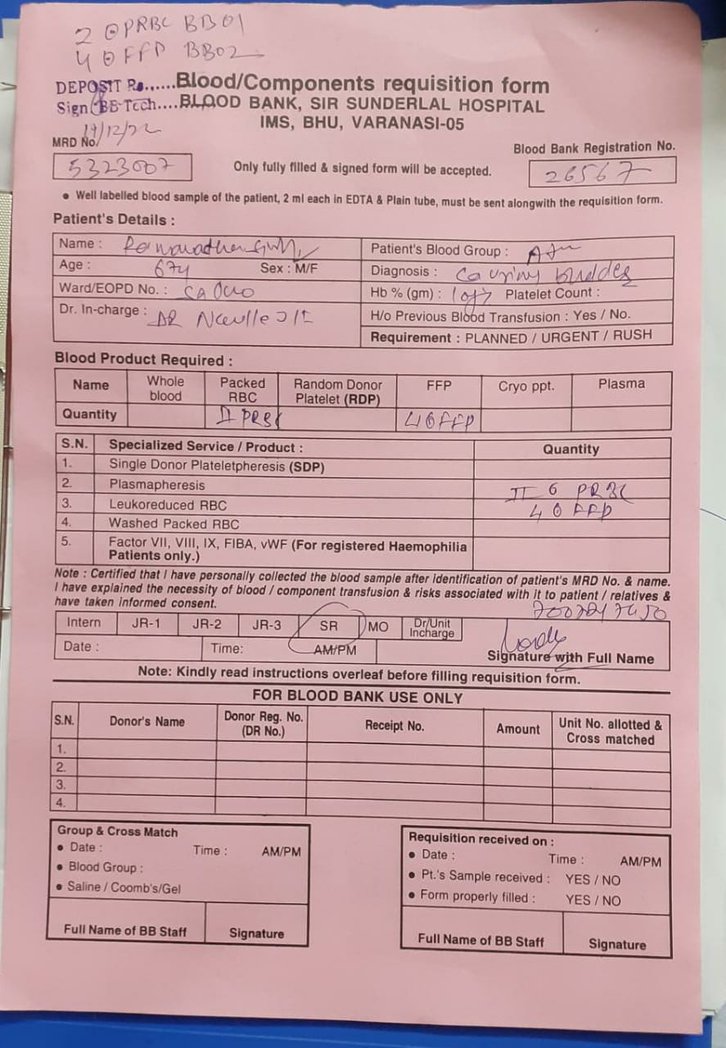 2 PRBC BB01
4 FFP BB02
DEPOSIT Rs......Blood/Components requisition form
Sign BB Tech....BLOOD BANK, SIR SUNDERLAL HOSPITAL
IMS, BHU, VARANASI-05
19/12/22
MRD No. Blood Bank Registration No.
5323007 Only fully filled & signed form will be accepted. 26567
• Well labelled blood sample of the patient, 2 ml each in EDTA & Plain tube, must be sent alongwith the requisition form.
Patient's Details :
Name : Patient's Blood Group :
Age : 67y Sex : M/F Diagnosis :
Ward/EOPD No. : Hb % (gm) : Platelet Count :
Dr. In-charge : DR H/o Previous Blood Transfusion : Yes / No.
Requirement : PLANNED / URGENT / RUSH
Blood Product Required :
Name Whole blood Packed RBC Random Donor Platelet (RDP) FFP Cryo ppt. Plasma
Quantity II PRBC 4 FFP
S.N. Specialized Service / Product : Quantity
1. Single Donor Plateletpheresis (SDP)
2. Plasmapheresis II PRBC
3. Leukoreduced RBC 4 FFP
4. Washed Packed RBC
5. Factor VII, VIII, IX, FIBA, vWF (For registered Haemophilia Patients only.)
Note : Certified that I have personally collected the blood sample after identification of patient's MRD No. & name.
I have explained the necessity of blood / component transfusion & risks associated with it to patient / relatives &
have taken informed consent.
Intern JR-1 JR-2 JR-3 SR MO Dr/Unit Incharge
Date : Time: AM/PM Signature with Full Name
Note: Kindly read instructions overleaf before filling requisition form.
FOR BLOOD BANK USE ONLY
S.N. Donor's Name Donor Reg. No. (DR No.) Receipt No. Amount Unit No. allotted & Cross matched
1.
2.
3.
4.
Group & Cross Match
• Date : Time : AM/PM
• Blood Group :
• Saline / Coomb's/Gel
Full Name of BB Staff Signature
Requisition received on :
• Date : Time : AM/PM
• Pt.'s Sample received : YES / NO
• Form properly filled : YES / NO
Full Name of BB Staff Signature